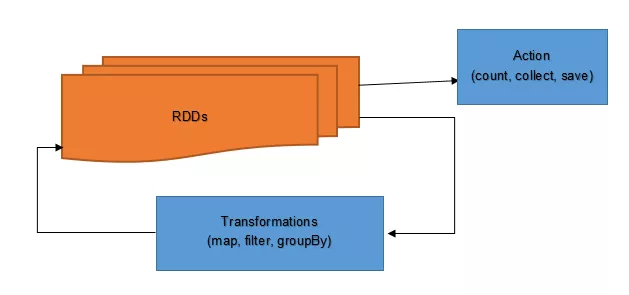 Action
(count, collect, save)
RDDs
Transformations
(map, filter, groupBy)